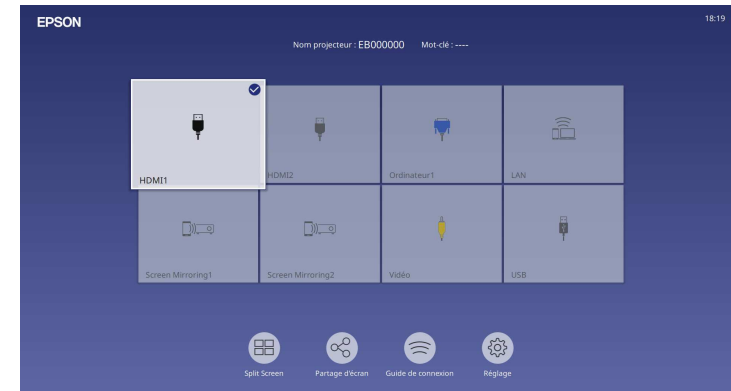 EPSON
18:19
Nom projecteur : EB000000 Mot-clé : ----
HDMI1
HDMI2
Ordinateur1
LAN
Screen Mirroring1
Screen Mirroring2
Vidéo
USB
Split Screen
Partage d'écran
Guide de connexion
Réglage